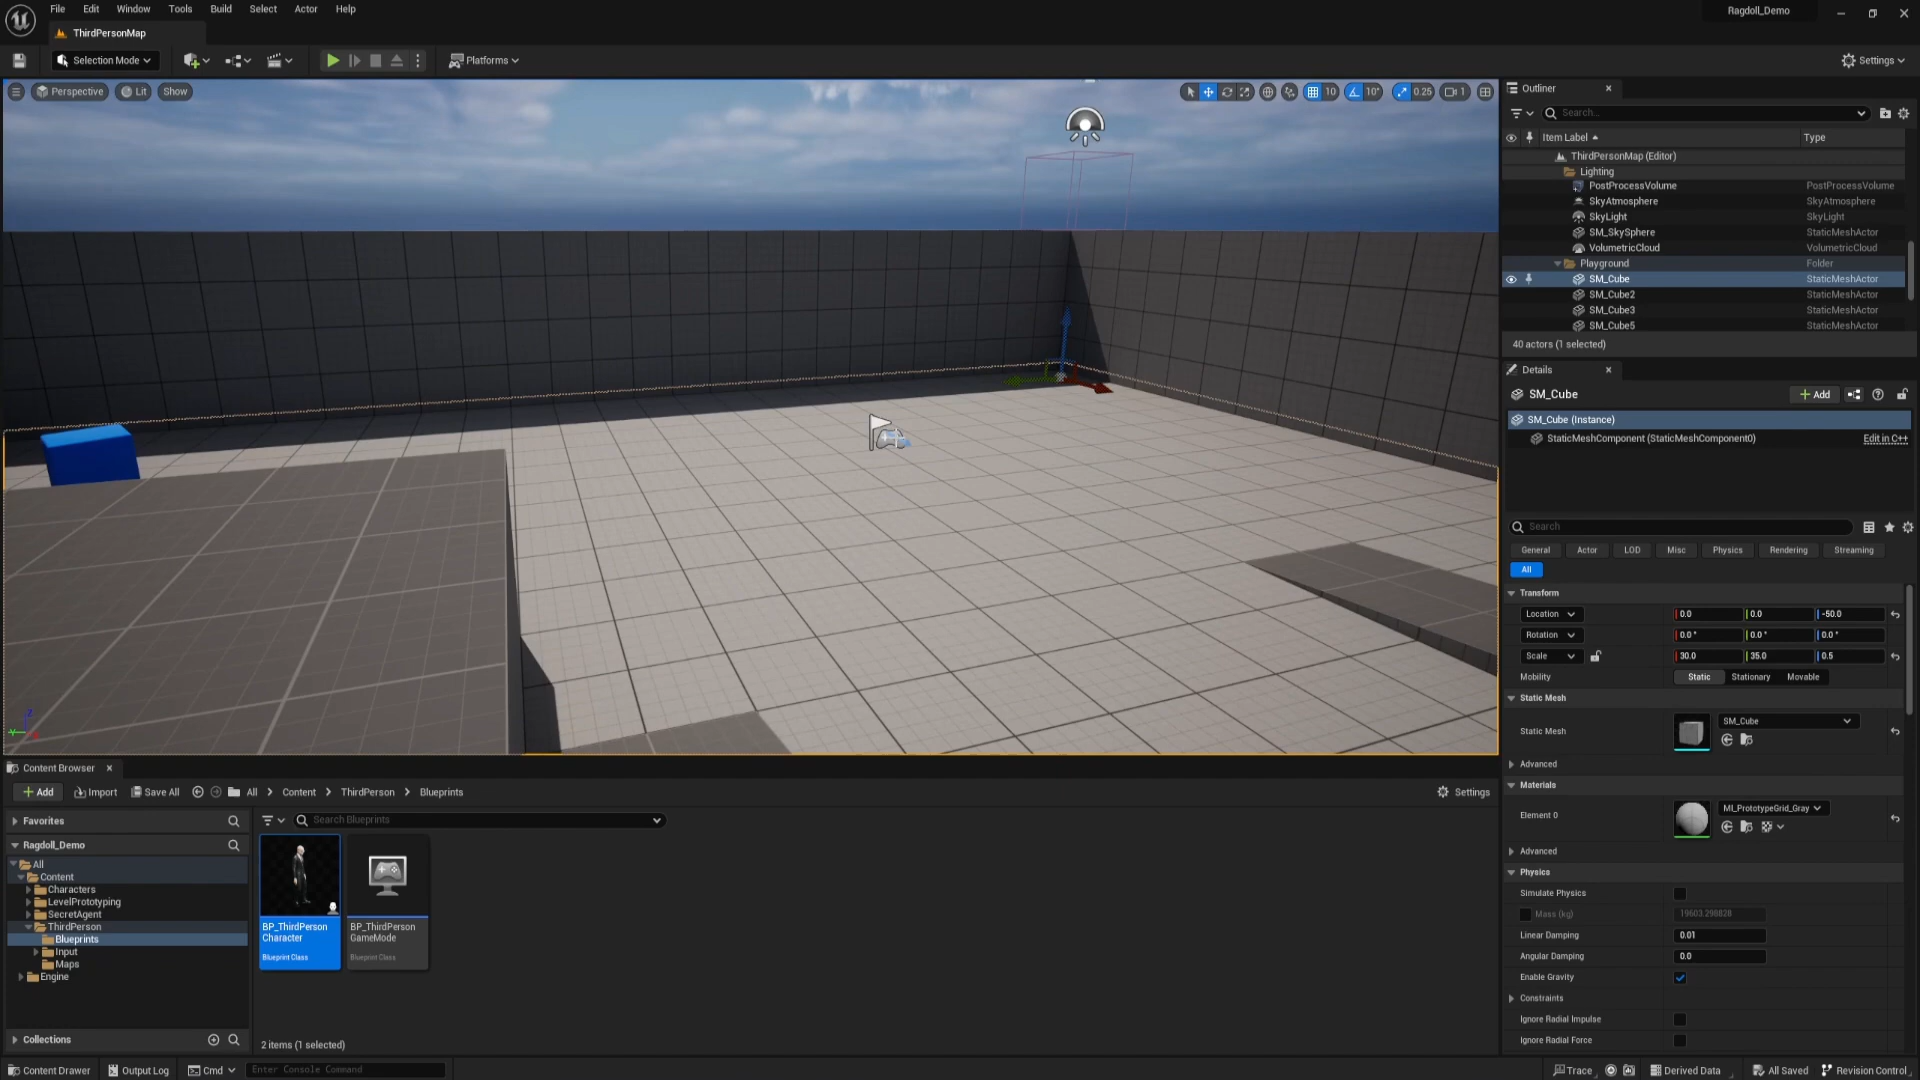 File Edit Window Tools Build Select Actor Help
Ragdoll_Demo
ThirdPersonMap
Selection Mode
Platforms
Settings
Perspective Lit Show
10 10° 0.25 1
Outliner
Search...
Item Label Type
ThirdPersonMap (Editor)
Lighting
PostProcessVolume PostProcessVolume
SkyAtmosphere SkyAtmosphere
SkyLight SkyLight
SM_SkySphere StaticMeshActor
VolumetricCloud VolumetricCloud
Playground Folder
SM_Cube StaticMeshActor
SM_Cube2 StaticMeshActor
SM_Cube3 StaticMeshActor
SM_Cube5 StaticMeshActor
40 actors (1 selected)
Details
SM_Cube
Add
SM_Cube (Instance)
StaticMeshComponent (StaticMeshComponent0) Edit in C++
Search
General Actor LOD Misc Physics Rendering Streaming
All
Transform
Location 0.0 0.0 -50.0
Rotation 0.0° 0.0° 0.0°
Scale 30.0 35.0 0.5
Mobility Static Stationary Movable
Static Mesh
Static Mesh SM_Cube
Advanced
Materials
Element 0 MI_PrototypeGrid_Gray
Advanced
Physics
Simulate Physics
Mass (kg) 19603.298828
Linear Damping 0.01
Angular Damping 0.0
Enable Gravity
Constraints
Ignore Radial Impulse
Ignore Radial Force
Z
Content Browser
Add Import Save All All > Content > ThirdPerson > Blueprints Settings
Favorites
Search Blueprints
Ragdoll_Demo
All
Content
Characters
LevelPrototyping
SecretAgent
ThirdPerson
Blueprints
Input
Maps
Engine
Collections
BP_ThirdPerson
Character
Blueprint Class
BP_ThirdPerson
GameMode
Blueprint Class
2 items (1 selected)
Content Drawer Output Log Cmd Enter Console Command
Trace Derived Data All Saved Revision Control